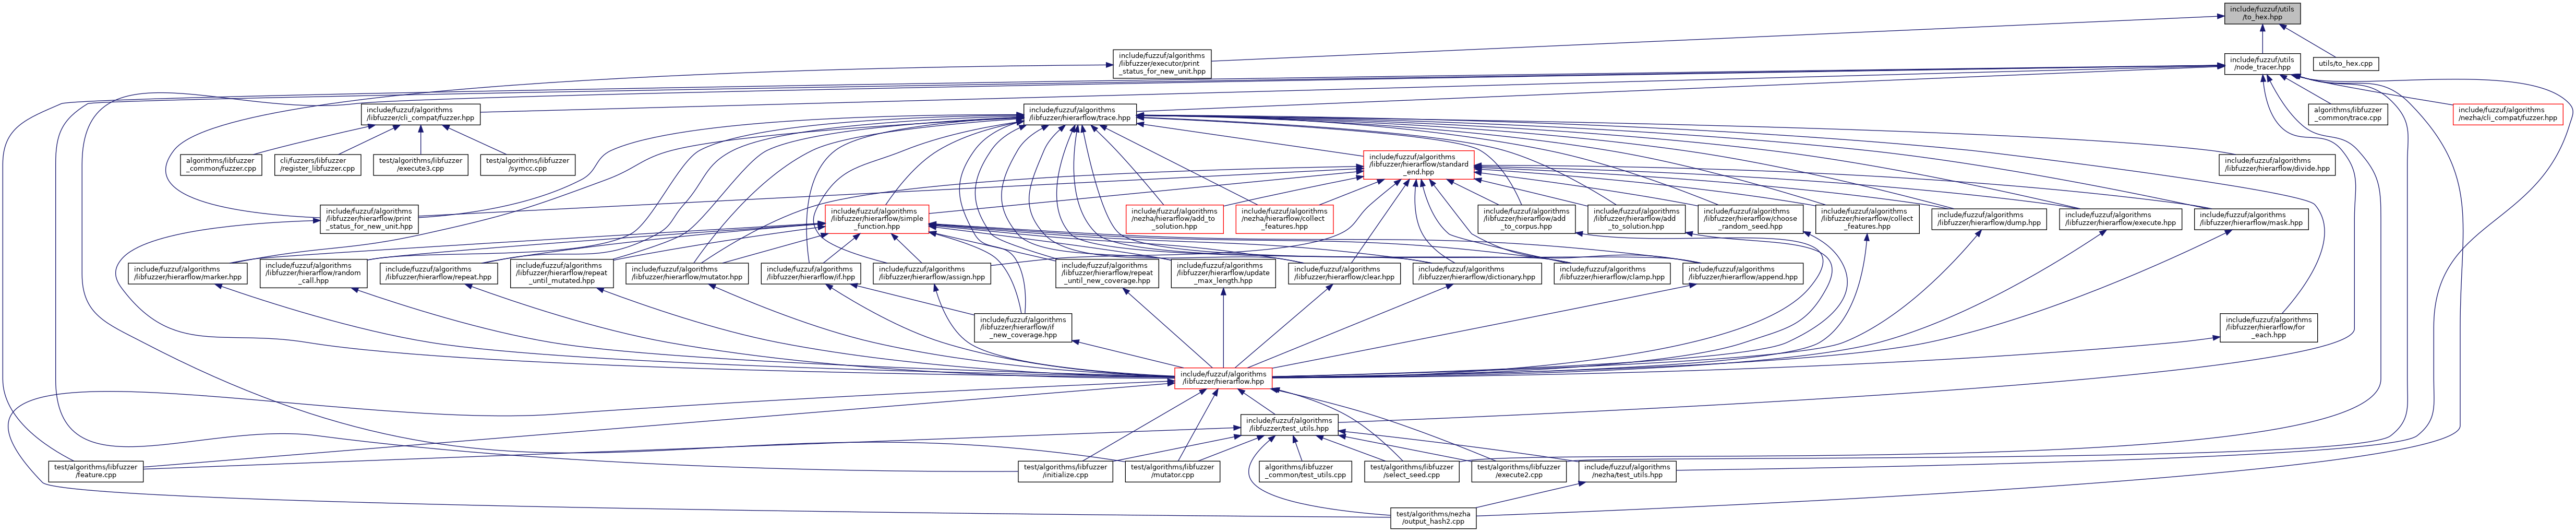 include/fuzzuf/utils
/to_hex.hpp
include/fuzzuf/algorithms
/libfuzzer/executor/print
_status_for_new_unit.hpp
include/fuzzuf/utils
/node_tracer.hpp
utils/to_hex.cpp
include/fuzzuf/algorithms
/libfuzzer/cli_compat/fuzzer.hpp
include/fuzzuf/algorithms
/libfuzzer/hierarflow/trace.hpp
algorithms/libfuzzer
_common/trace.cpp
include/fuzzuf/algorithms
/nezha/cli_compat/fuzzer.hpp
algorithms/libfuzzer
_common/fuzzer.cpp
cli/fuzzers/libfuzzer
/register_libfuzzer.cpp
test/algorithms/libfuzzer
/execute3.cpp
test/algorithms/libfuzzer
/symcc.cpp
include/fuzzuf/algorithms
/libfuzzer/hierarflow/standard
_end.hpp
include/fuzzuf/algorithms
/libfuzzer/hierarflow/divide.hpp
include/fuzzuf/algorithms
/libfuzzer/hierarflow/print
_status_for_new_unit.hpp
include/fuzzuf/algorithms
/libfuzzer/hierarflow/simple
_function.hpp
include/fuzzuf/algorithms
/nezha/hierarflow/add_to
_solution.hpp
include/fuzzuf/algorithms
/nezha/hierarflow/collect
_features.hpp
include/fuzzuf/algorithms
/libfuzzer/hierarflow/add
_to_corpus.hpp
include/fuzzuf/algorithms
/libfuzzer/hierarflow/add
_to_solution.hpp
include/fuzzuf/algorithms
/libfuzzer/hierarflow/choose
_random_seed.hpp
include/fuzzuf/algorithms
/libfuzzer/hierarflow/collect
_features.hpp
include/fuzzuf/algorithms
/libfuzzer/hierarflow/dump.hpp
include/fuzzuf/algorithms
/libfuzzer/hierarflow/execute.hpp
include/fuzzuf/algorithms
/libfuzzer/hierarflow/mask.hpp
include/fuzzuf/algorithms
/libfuzzer/hierarflow/marker.hpp
include/fuzzuf/algorithms
/libfuzzer/hierarflow/random
_call.hpp
include/fuzzuf/algorithms
/libfuzzer/hierarflow/repeat.hpp
include/fuzzuf/algorithms
/libfuzzer/hierarflow/repeat
_until_mutated.hpp
include/fuzzuf/algorithms
/libfuzzer/hierarflow/mutator.hpp
include/fuzzuf/algorithms
/libfuzzer/hierarflow/if.hpp
include/fuzzuf/algorithms
/libfuzzer/hierarflow/assign.hpp
include/fuzzuf/algorithms
/libfuzzer/hierarflow/repeat
_until_new_coverage.hpp
include/fuzzuf/algorithms
/libfuzzer/hierarflow/update
_max_length.hpp
include/fuzzuf/algorithms
/libfuzzer/hierarflow/clear.hpp
include/fuzzuf/algorithms
/libfuzzer/hierarflow/dictionary.hpp
include/fuzzuf/algorithms
/libfuzzer/hierarflow/clamp.hpp
include/fuzzuf/algorithms
/libfuzzer/hierarflow/append.hpp
include/fuzzuf/algorithms
/libfuzzer/hierarflow/if
_new_coverage.hpp
include/fuzzuf/algorithms
/libfuzzer/hierarflow/for
_each.hpp
include/fuzzuf/algorithms
/libfuzzer/hierarflow.hpp
include/fuzzuf/algorithms
/libfuzzer/test_utils.hpp
test/algorithms/libfuzzer
/feature.cpp
test/algorithms/libfuzzer
/initialize.cpp
test/algorithms/libfuzzer
/mutator.cpp
algorithms/libfuzzer
_common/test_utils.cpp
test/algorithms/libfuzzer
/select_seed.cpp
test/algorithms/libfuzzer
/execute2.cpp
include/fuzzuf/algorithms
/nezha/test_utils.hpp
test/algorithms/nezha
/output_hash2.cpp